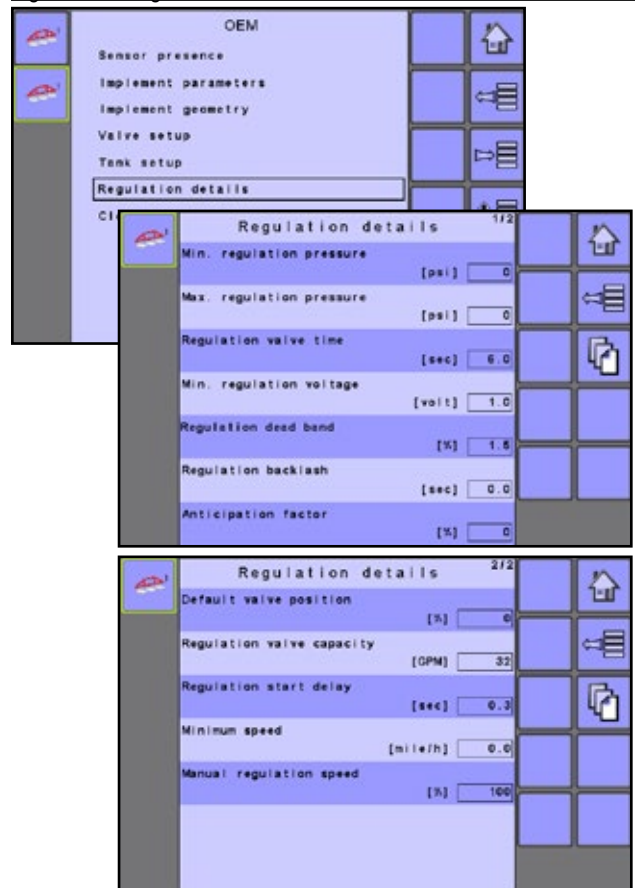 OEM
Sensor presence
Implement parameters
Implement geometry
Valve setup
Tank setup
Regulation details
1/2
Regulation details
Min. regulation pressure
[psi] 0
Max. regulation pressure
[psi] 0
Regulation valve time
[sec] 6.0
Min. regulation voltage
[volt] 1.0
Regulation dead band
[%] 1.5
Regulation backlash
[sec] 0.0
Anticipation factor
[%] 0
2/2
Regulation details
Default valve position
[%] 0
Regulation valve capacity
[GPM] 32
Regulation start delay
[sec] 0.3
Minimum speed
[mile/h] 0.0
Manual regulation speed
[%] 100